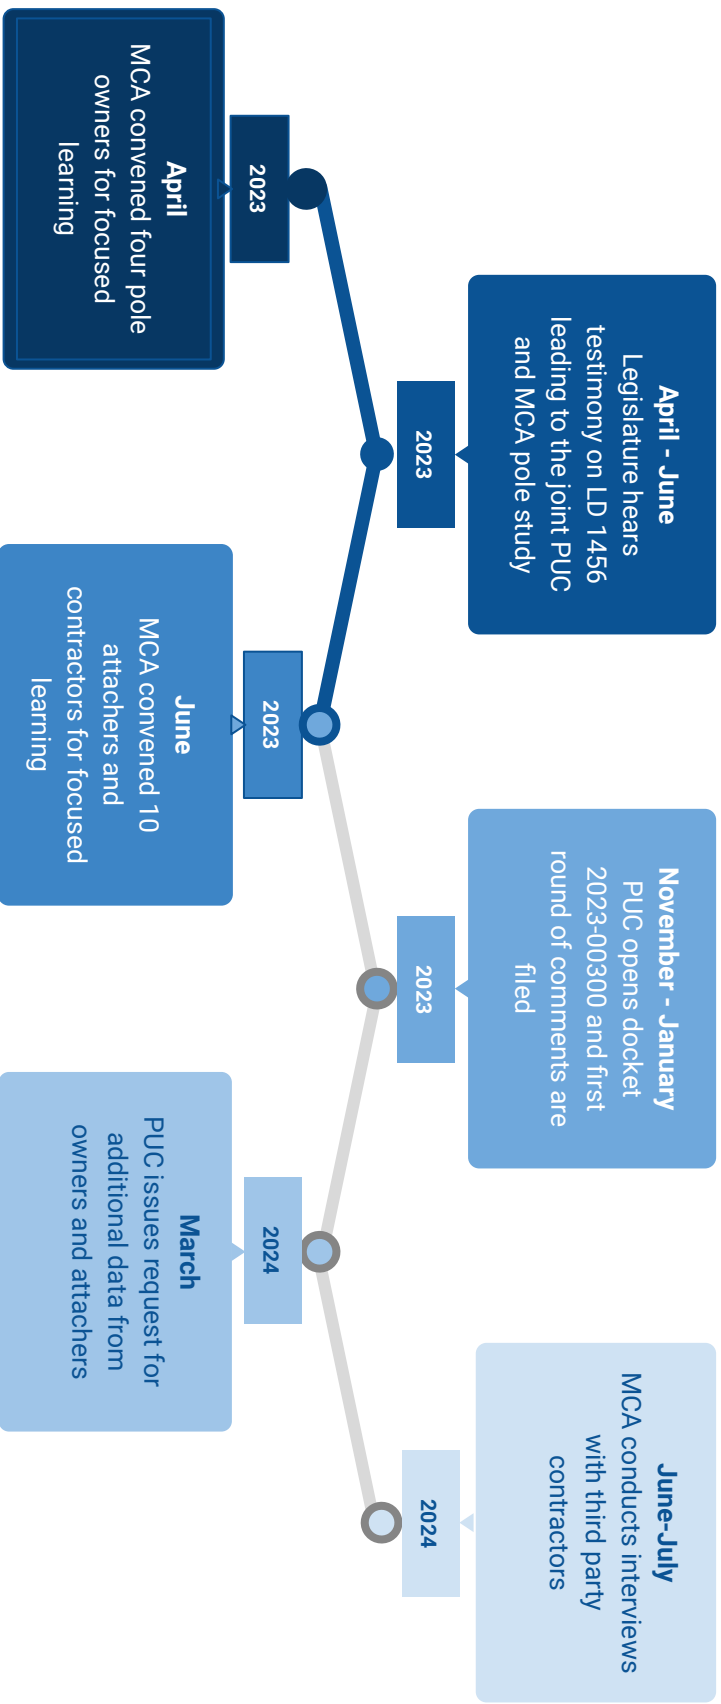 April
MCA convened four pole
owners for focused
learning
2023
April - June
Legislature hears
testimony on LD 1456
leading to the joint PUC
and MCA pole study
2023
June
MCA convened 10
attachers and
contractors for focused
learning
2023
November - January
PUC opens docket
2023-00300 and first
round of comments are
filed
2023
March
PUC issues request for
additional data from
owners and attachers
2024
June-July
MCA conducts interviews
with third party
contractors
2024